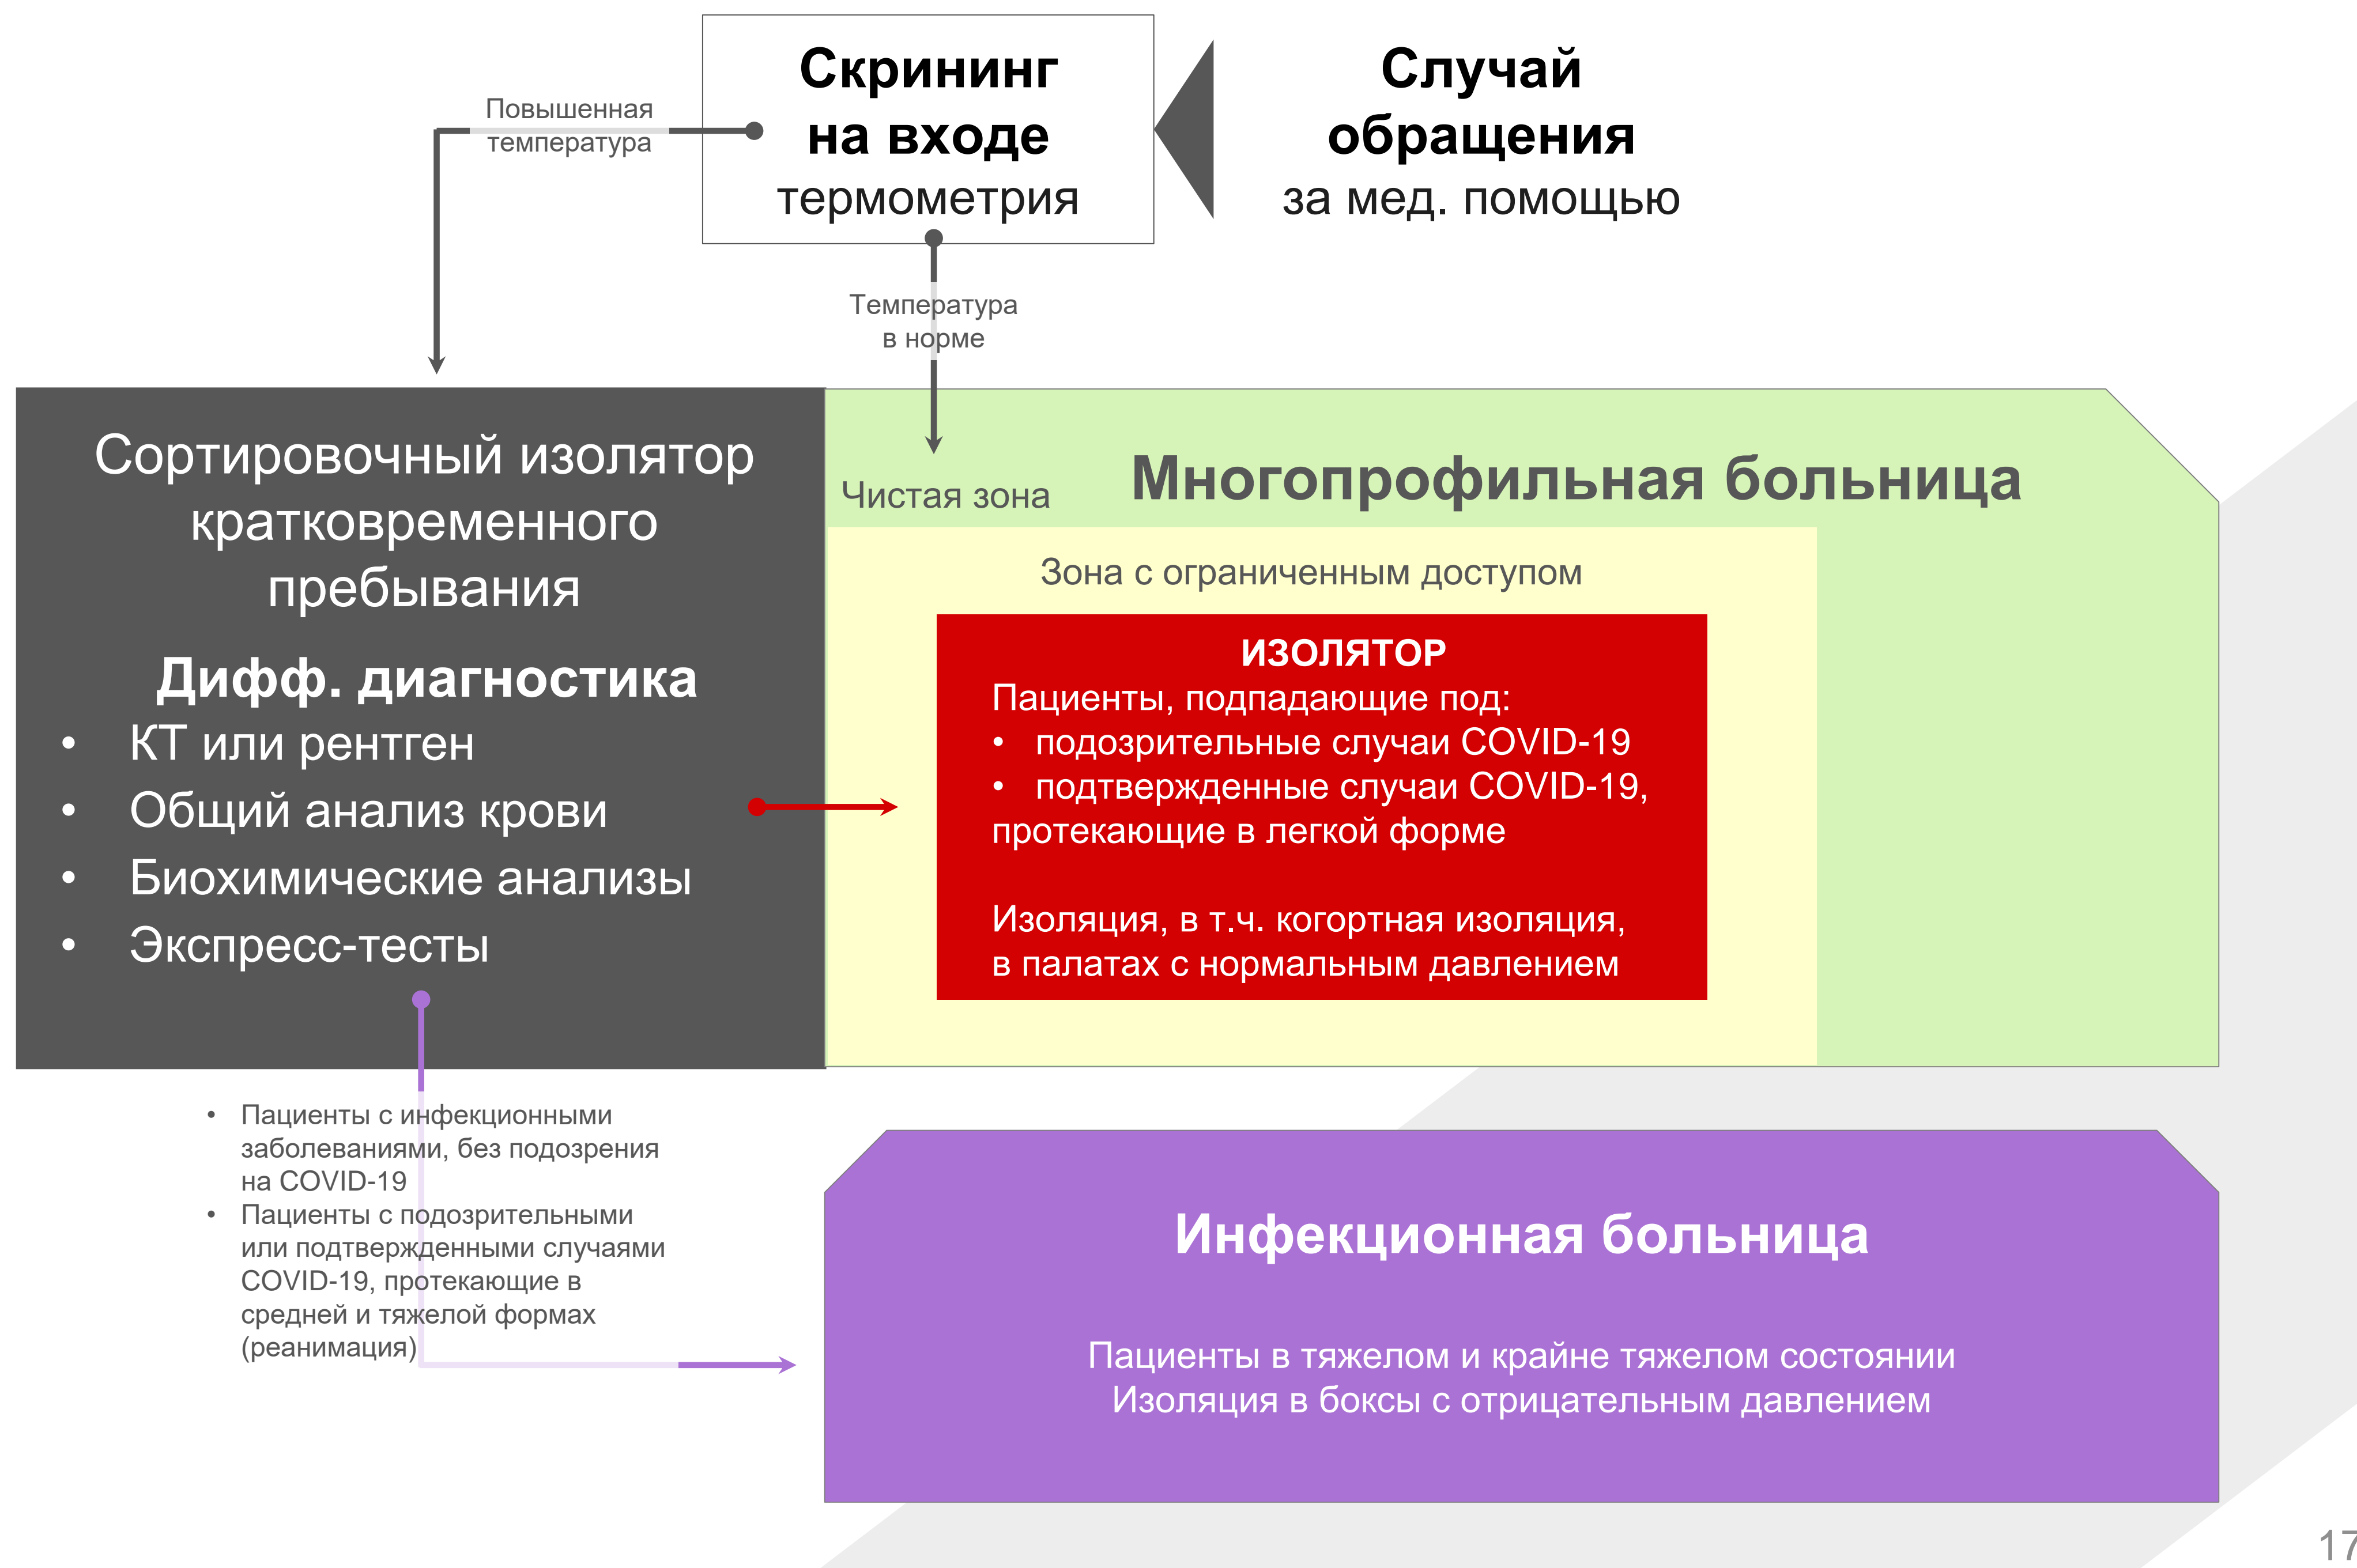 Скрининг
на входе
термометрия
Случай
обращения
за мед. помощью
Повышенная
температура
Температура
в норме
Сортировочный изолятор
кратковременного
пребывания
Дифф. диагностика
• КТ или рентген
• Общий анализ крови
• Биохимические анализы
• Экспресс-тесты
Чистая зона
Многопрофильная больница
Зона с ограниченным доступом
ИЗОЛЯТОР
Пациенты, подпадающие под:
• подозрительные случаи COVID-19
• подтвержденные случаи COVID-19,
протекающие в легкой форме
Изоляция, в т.ч. когортная изоляция,
в палатах с нормальным давлением
• Пациенты с инфекционными
заболеваниями, без подозрения
на COVID-19
• Пациенты с подозрительными
или подтвержденными случаями
COVID-19, протекающие в
средней и тяжелой формах
(реанимация)
Инфекционная больница
Пациенты в тяжелом и крайне тяжелом состоянии
Изоляция в боксы с отрицательным давлением
17